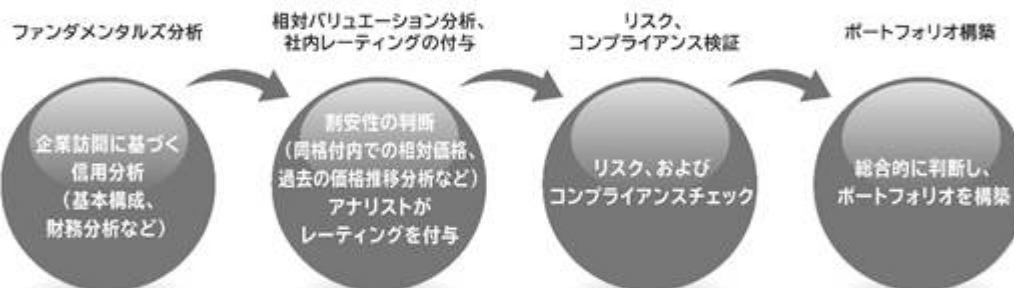 ファンダメンタルズ分析
相対バリュエーション分析、
社内レーティングの付与
リスク、
コンプライアンス検証
ポートフォリオ構築
企業訪問に基づく
信用分析
（基本構成、
財務分析など）
割安性の判断
（同格付内での相対価格、
過去の価格推移分析など）
アナリストが
レーティングを付与
リスク、および
コンプライアンスチェック
総合的に判断し、
ポートフォリオを構築